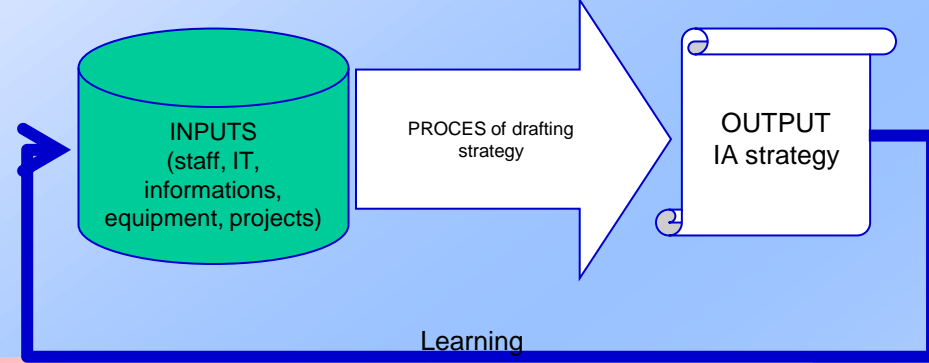 INPUTS
(staff, IT,
informations,
equipment, projects)
PROCES of drafting
strategy
OUTPUT
IA strategy
Learning